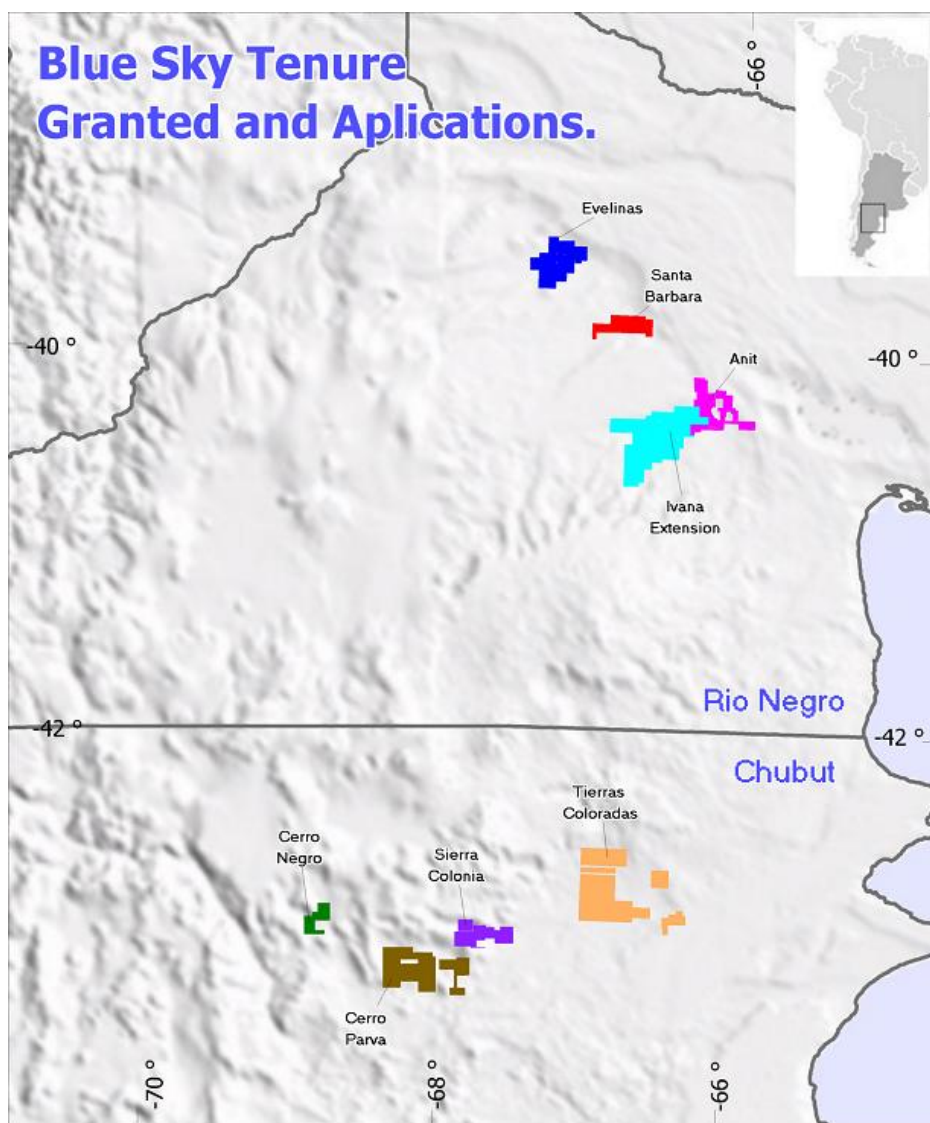 Blue Sky Tenure
Granted and Aplications.
-66 °
Evelinas
Santa
Barbara
-40 °
-40 °
Anit
Ivana
Extension
Rio Negro
-42 °
-42 °
Chubut
Tierras
Coloradas
Cerro
Negro
Sierra
Colonia
Cerro
Parva
-70 °
-68 °
-66 °